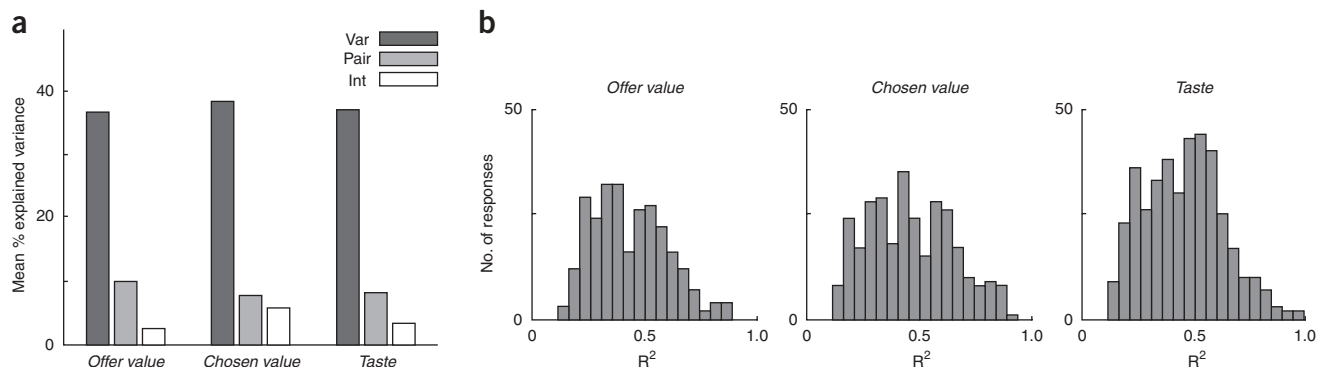 a
Var
Pair
Int
Mean % explained variance
40
20
0
Offer value
Chosen value
Taste
b
No. of responses
Offer value
50
0
0
0.5
1.0
R²
Chosen value
50
0
0
0.5
1.0
R²
Taste
50
0
0
0.5
1.0
R²